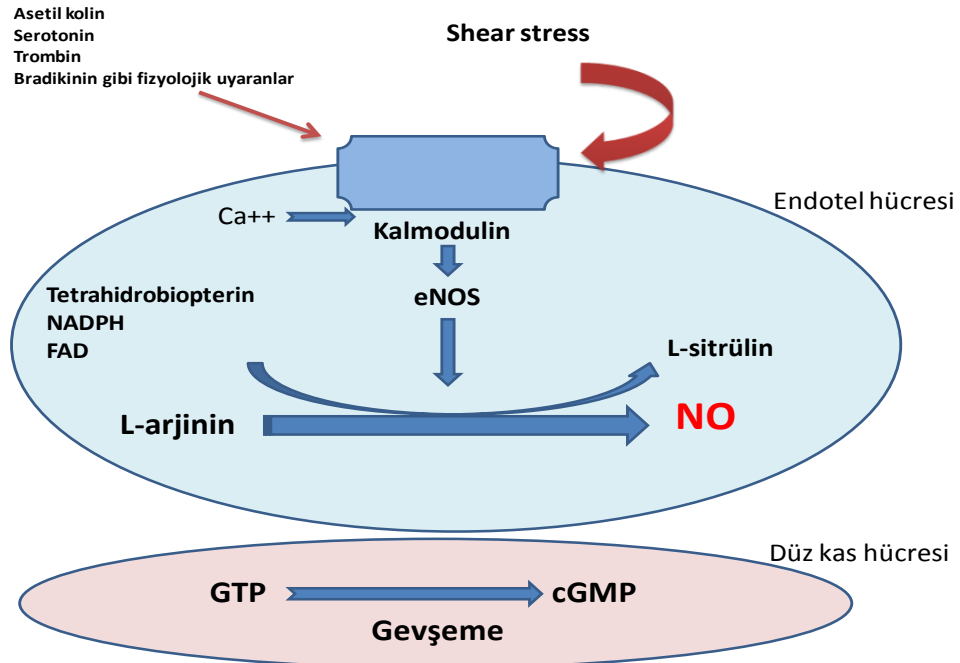 Asetil kolin
Serotonin
Trombin
Bradikinin gibi fizyolojik uyaranlar
Shear stress
Endotel hücresi
Ca++
Kalmodulin
eNOS
Tetrahidrobiopterin
NADPH
FAD
L-sitrülin
L-arjinin
NO
Düz kas hücresi
GTP
cGMP
Gevşeme